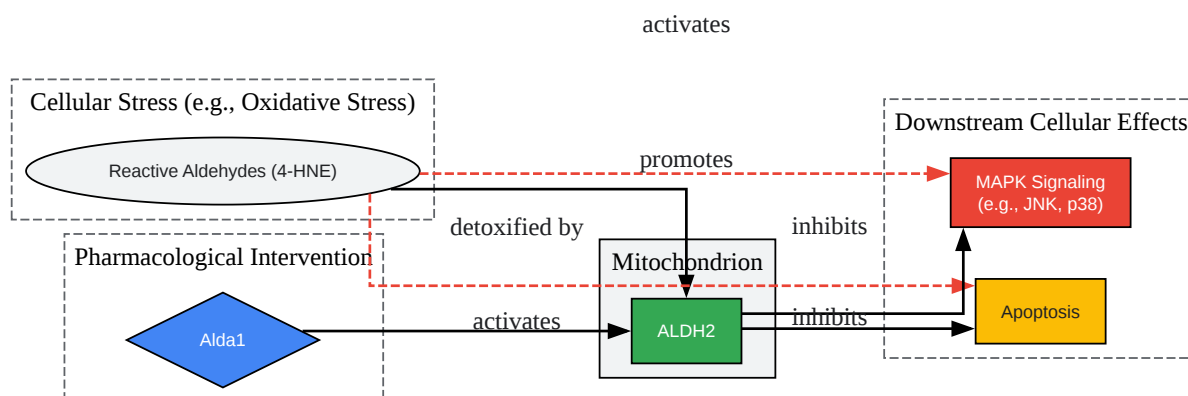 activates
Cellular Stress (e.g., Oxidative Stress)
Downstream Cellular Effects
Reactive Aldehydes (4-HNE)
promotes
MAPK Signaling
(e.g., JNK, p38)
detoxified by
inhibits
Pharmacological Intervention
Mitochondrion
Alda1
activates
ALDH2
inhibits
Apoptosis